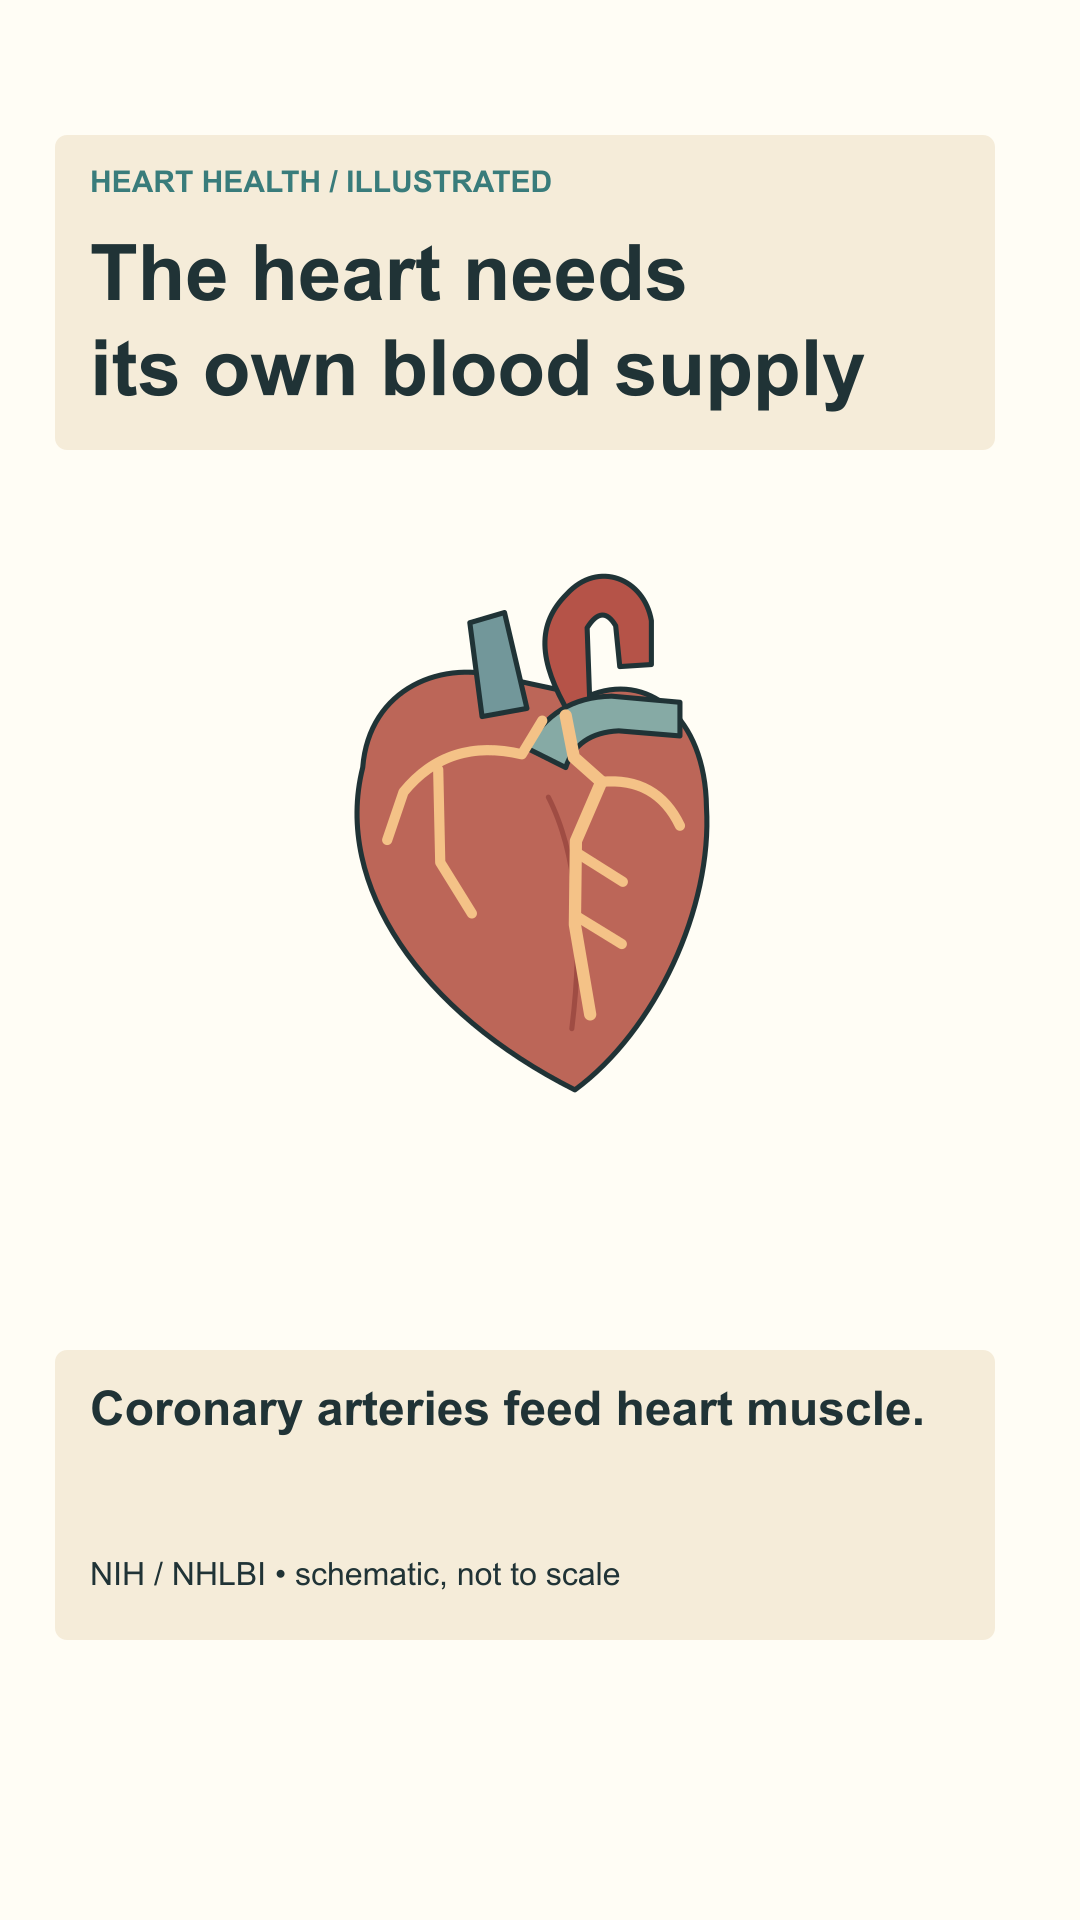 HEART HEALTH / ILLUSTRATED
The heart needs
its own blood supply
Coronary arteries feed heart muscle.
NIH / NHLBI • schematic, not to scale